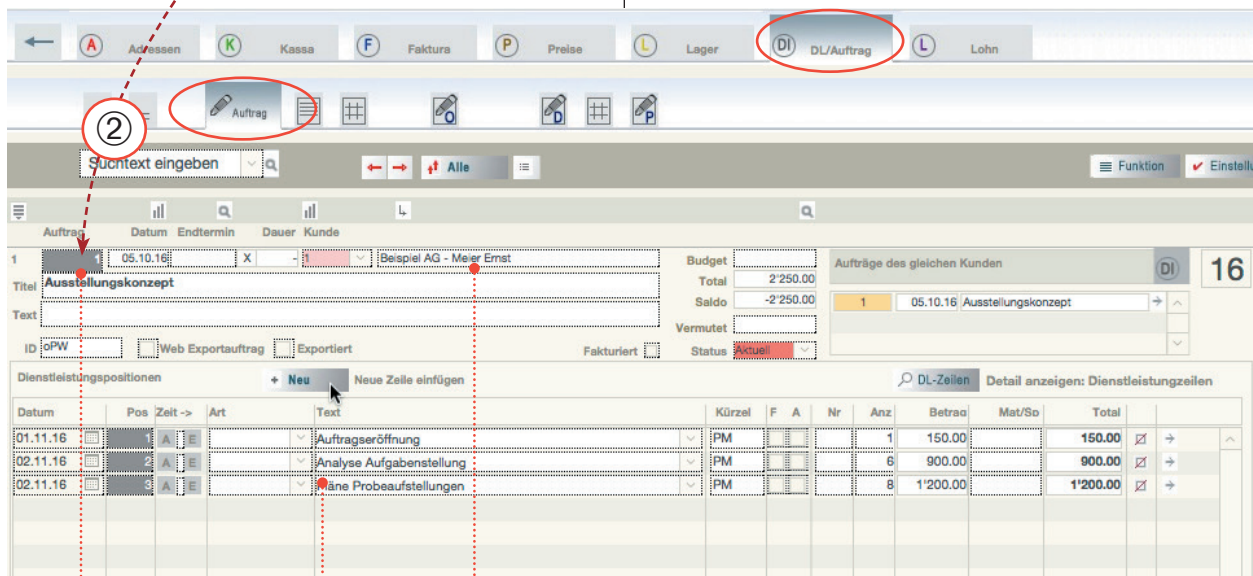 A Adressen K Kassa F Faktura P Preise L Lager DI DL/Auftrag L Lohn
Auftrag O D P
2
Suchtext eingeben Alle Funktion Einstellu
Auftrag Datum Endtermin Dauer Kunde
1 1 05.10.16 X - 1 Beispiel AG - Meier Ernst Budget Aufträge des gleichen Kunden DI 16
Titel Ausstellungskonzept Total 2'250.00
Saldo -2'250.00 1 05.10.16 Ausstellungskonzept
Text
Vermutet
ID oPW Web Exportauftrag Exportiert Fakturiert Status Aktuell
Dienstleistungspositionen + Neu Neue Zeile einfügen DL-Zeilen Detail anzeigen: Dienstleistungzeilen
Datum Pos Zeit -> Art Text Kürzel F A Nr Anz Betrag Mat/Sp Total
01.11.16 1 A E Auftragseröffnung PM 1 150.00 150.00
02.11.16 2 A E Analyse Aufgabenstellung PM 6 900.00 900.00
02.11.16 3 A E Pläne Probeaufstellungen PM 8 1'200.00 1'200.00